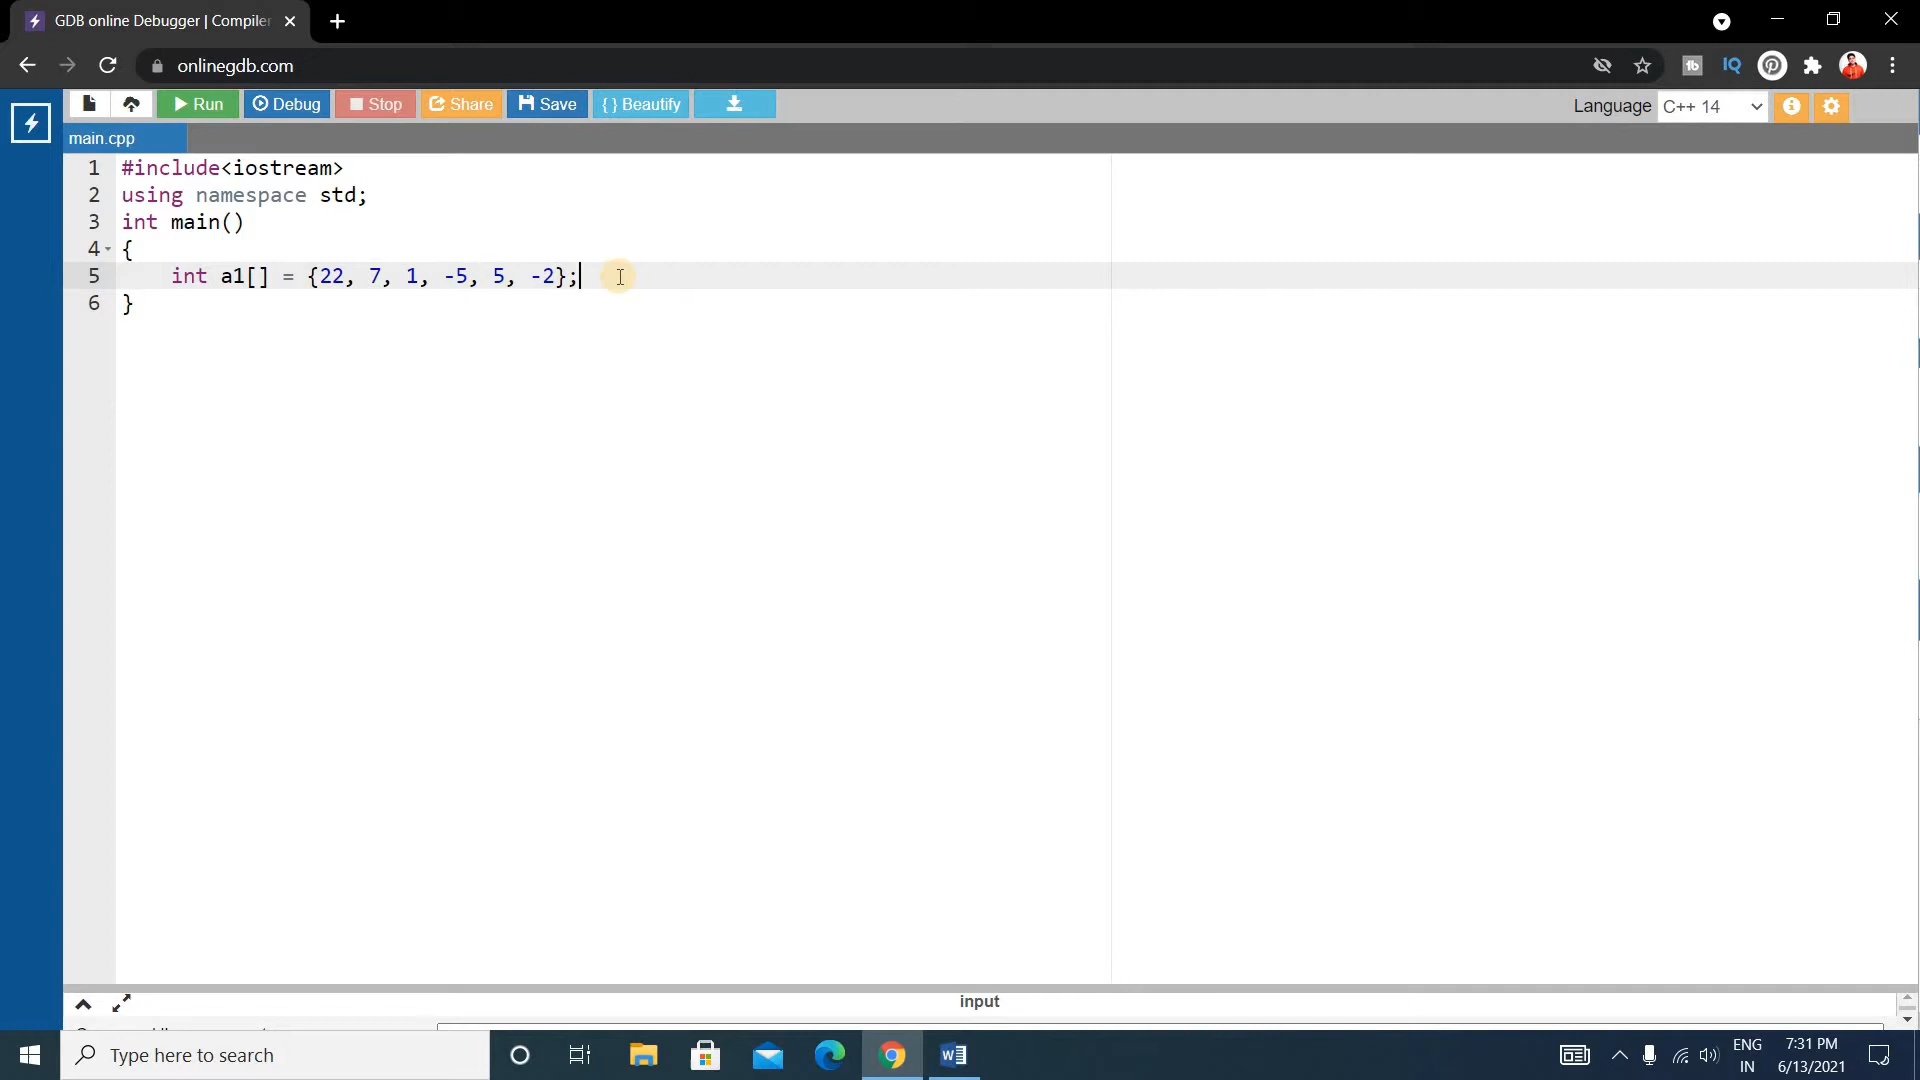 GDB online Debugger | Compiler
onlinegdb.com
IQ
Run Debug Stop Share Save { } Beautify
Language C++ 14
main.cpp
1 #include<iostream>
2 using namespace std;
3 int main()
4 {
5 int a1[] = {22, 7, 1, -5, 5, -2};
6 }
input
Type here to search
ENG
IN
7:31 PM
6/13/2021